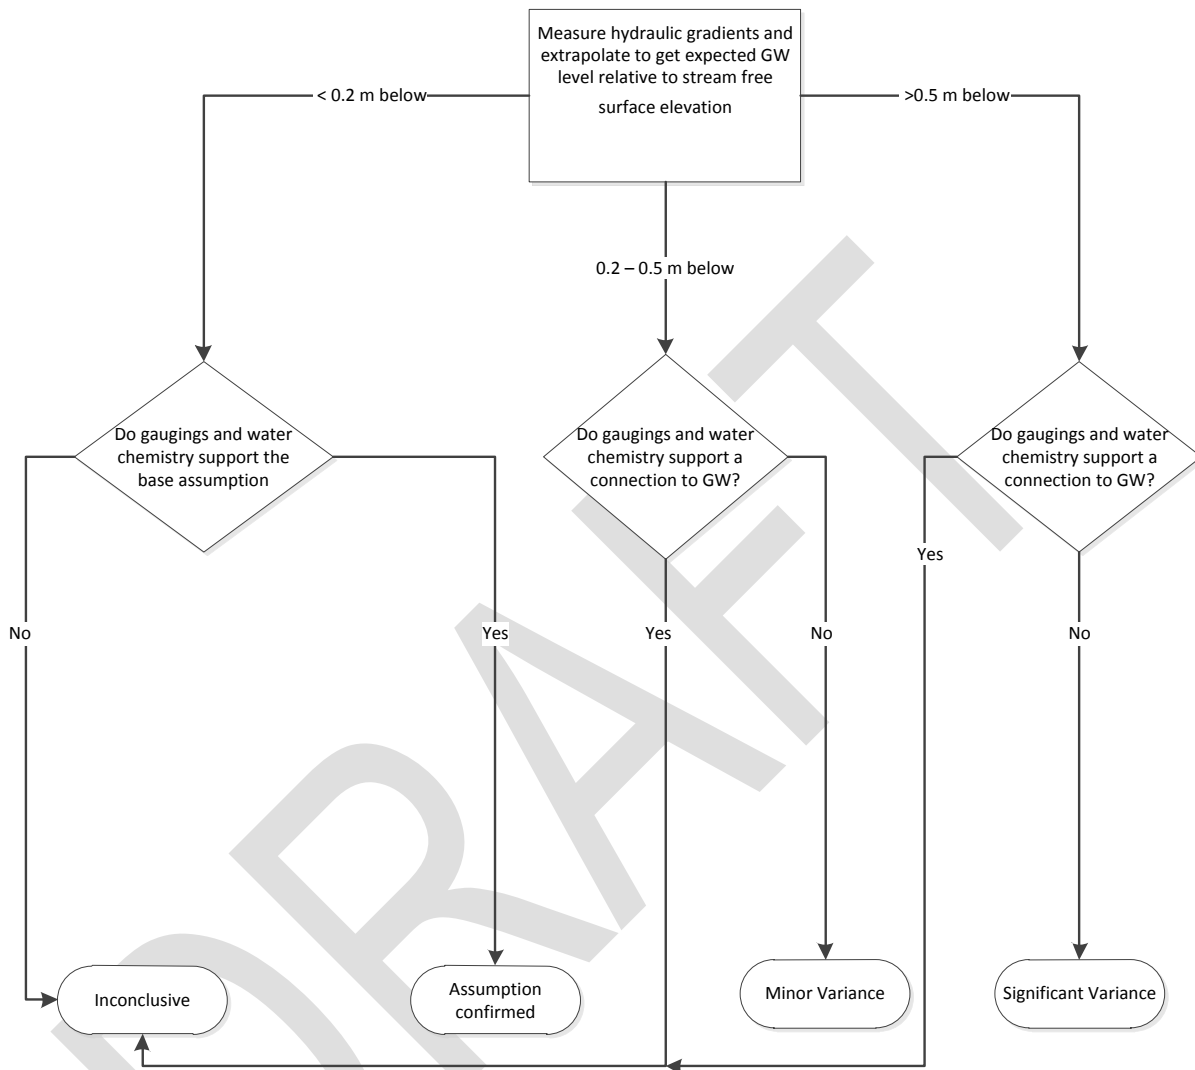 Measure hydraulic gradients and
extrapolate to get expected GW
level relative to stream free
surface elevation
< 0.2 m below
>0.5 m below
0.2 – 0.5 m below
Do gaugings and water
chemistry support the
base assumption
Do gaugings and water
chemistry support a
connection to GW?
Do gaugings and water
chemistry support a
connection to GW?
Yes
No
Yes
Yes
No
No
Inconclusive
Assumption
confirmed
Minor Variance
Significant Variance
DRAFT